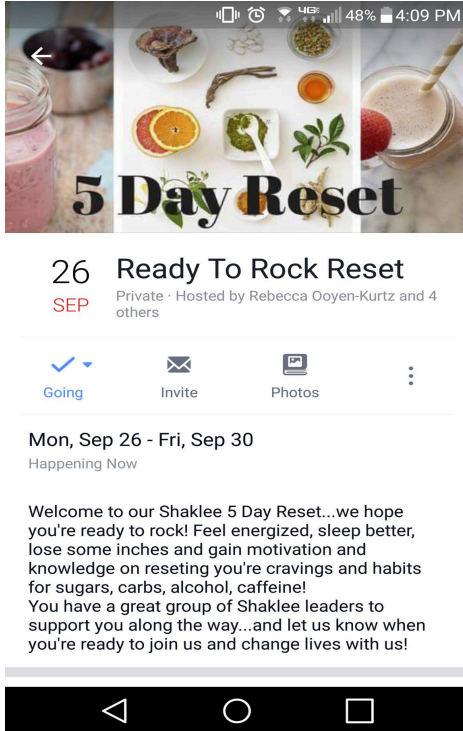 4G 48% 4:09 PM
5 Day Reset
26
SEP
Ready To Rock Reset
Private · Hosted by Rebecca Ooyen-Kurtz and 4
others
Going
Invite
Photos
Mon, Sep 26 - Fri, Sep 30
Happening Now
Welcome to our Shaklee 5 Day Reset...we hope
you're ready to rock! Feel energized, sleep better,
lose some inches and gain motivation and
knowledge on reseting you're cravings and habits
for sugars, carbs, alcohol, caffeine!
You have a great group of Shaklee leaders to
support you along the way...and let us know when
you're ready to join us and change lives with us!